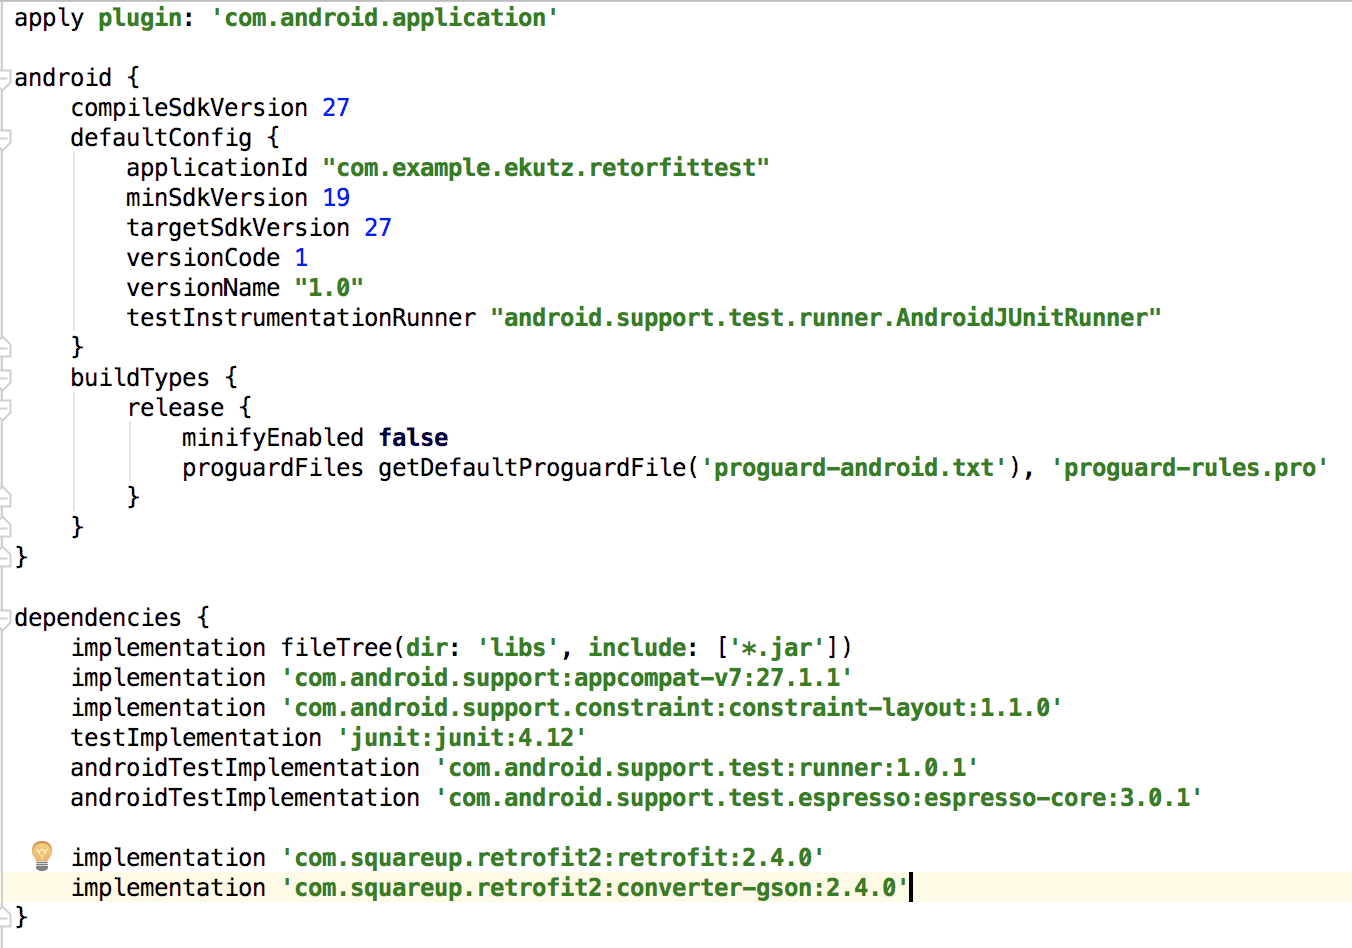 apply plugin: 'com.android.application'

android {
    compileSdkVersion 27
    defaultConfig {
        applicationId "com.example.ekutz.retorfittest"
        minSdkVersion 19
        targetSdkVersion 27
        versionCode 1
        versionName "1.0"
        testInstrumentationRunner "android.support.test.runner.AndroidJUnitRunner"
    }
    buildTypes {
        release {
            minifyEnabled false
            proguardFiles getDefaultProguardFile('proguard-android.txt'), 'proguard-rules.pro'
        }
    }
}

dependencies {
    implementation fileTree(dir: 'libs', include: ['*.jar'])
    implementation 'com.android.support:appcompat-v7:27.1.1'
    implementation 'com.android.support.constraint:constraint-layout:1.1.0'
    testImplementation 'junit:junit:4.12'
    androidTestImplementation 'com.android.support.test:runner:1.0.1'
    androidTestImplementation 'com.android.support.test.espresso:espresso-core:3.0.1'

    implementation 'com.squareup.retrofit2:retrofit:2.4.0'
    implementation 'com.squareup.retrofit2:converter-gson:2.4.0'
}